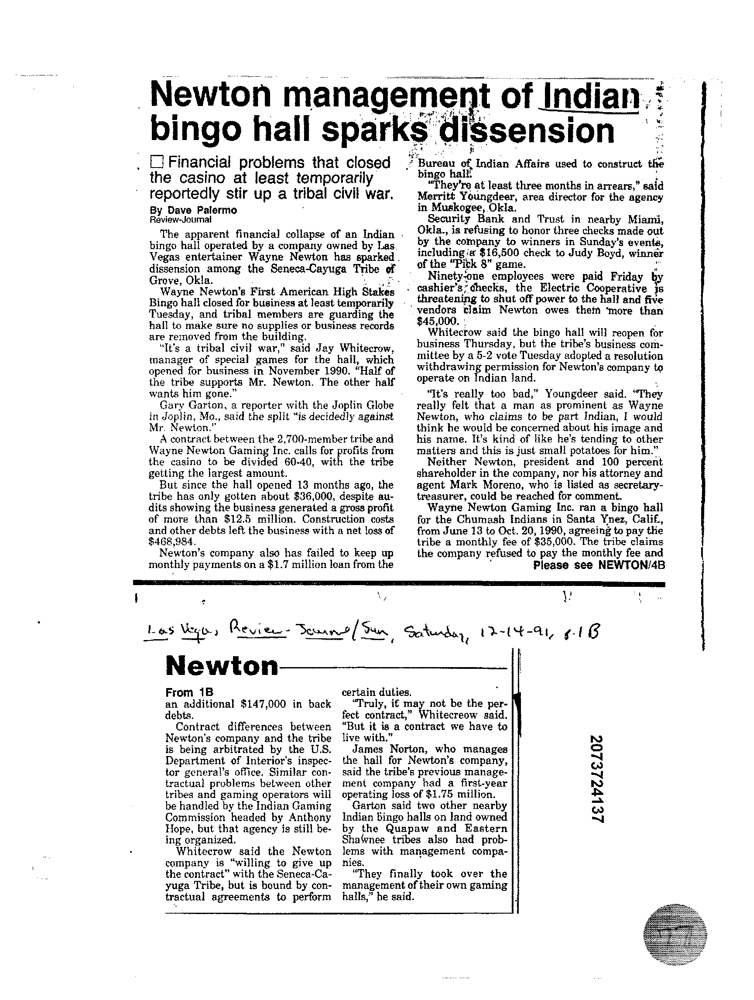 Newton management of Indian
bingo hall sparks dissension
☐ Financial problems that closed
the casino at least temporarily
reportedly stir up a tribal civil war.
By Dave Palermo
Review-Journal
The apparent financial collapse of an Indian
bingo hall operated by a company owned by Las
Vegas entertainer Wayne Newton has sparked
dissension among the Seneca-Cayuga Tribe of
Grove, Okla.
Wayne Newton's First American High Stakes
Bingo hall closed for business at least temporarily
Tuesday, and tribal members are guarding the
hall to make sure no supplies or business records
are removed from the building.
"It's a tribal civil war," said Jay Whitecrow,
manager of special games for the hall, which
opened for business in November 1990. "Half of
the tribe supports Mr. Newton. The other half
wants him gone."
Gary Garton, a reporter with the Joplin Globe
in Joplin, Mo., said the split "is decidedly against
Mr. Newton."
A contract between the 2,700-member tribe and
Wayne Newton Gaming Inc. calls for profits from
the casino to be divided 60-40, with the tribe
getting the largest amount.
But since the hall opened 13 months ago, the
tribe has only gotten about $36,000, despite au-
dits showing the business generated a gross profit
of more than $12.5 million. Construction costs
and other debts left the business with a net loss of
$468,984.
Newton's company also has failed to keep up
monthly payments on a $1.7 million loan from the
Bureau of Indian Affairs used to construct the
bingo hall.
"They're at least three months in arrears," said
Merritt Youngdeer, area director for the agency
in Muskogee, Okla.
Security Bank and Trust in nearby Miami,
Okla., is refusing to honor three checks made out
by the company to winners in Sunday's events,
including a $16,500 check to Judy Boyd, winner
of the "Pick 8" game.
Ninety-one employees were paid Friday by
cashier's checks, the Electric Cooperative is
threatening to shut off power to the hall and five
vendors claim Newton owes them more than
$45,000.
Whitecrow said the bingo hall will reopen for
business Thursday, but the tribe's business com-
mittee by a 5-2 vote Tuesday adopted a resolution
withdrawing permission for Newton's company to
operate on Indian land.
"It's really too bad," Youngdeer said. "They
really felt that a man as prominent as Wayne
Newton, who claims to be part Indian, I would
think he would be concerned about his image and
his name. It's kind of like he's tending to other
matters and this is just small potatoes for him."
Neither Newton, president and 100 percent
shareholder in the company, nor his attorney and
agent Mark Moreno, who is listed as secretary-
treasurer, could be reached for comment.
Wayne Newton Gaming Inc. ran a bingo hall
for the Chumash Indians in Santa Ynez, Calif.,
from June 13 to Oct. 20, 1990, agreeing to pay the
tribe a monthly fee of $35,000. The tribe claims
the company refused to pay the monthly fee and
Please see NEWTON/4B
Las Vegas Review-Journal/Sun, Saturday, 12-14-91, p.1B
Newton
From 1B
an additional $147,000 in back
debts.
Contract differences between
Newton's company and the tribe
is being arbitrated by the U.S.
Department of Interior's inspec-
tor general's office. Similar con-
tractual problems between other
tribes and gaming operators will
be handled by the Indian Gaming
Commission headed by Anthony
Hope, but that agency is still be-
ing organized.
Whitecrow said the Newton
company is "willing to give up
the contract" with the Seneca-Ca-
yuga Tribe, but is bound by con-
tractual agreements to perform
certain duties.
"Truly, it may not be the per-
fect contract," Whitecreow said.
"But it is a contract we have to
live with."
James Norton, who manages
the hall for Newton's company,
said the tribe's previous manage-
ment company had a first-year
operating loss of $1.75 million.
Garton said two other nearby
Indian bingo halls on land owned
by the Quapaw and Eastern
Shawnee tribes also had prob-
lems with management compa-
nies.
"They finally took over the
management of their own gaming
halls," he said.
2073724137
77